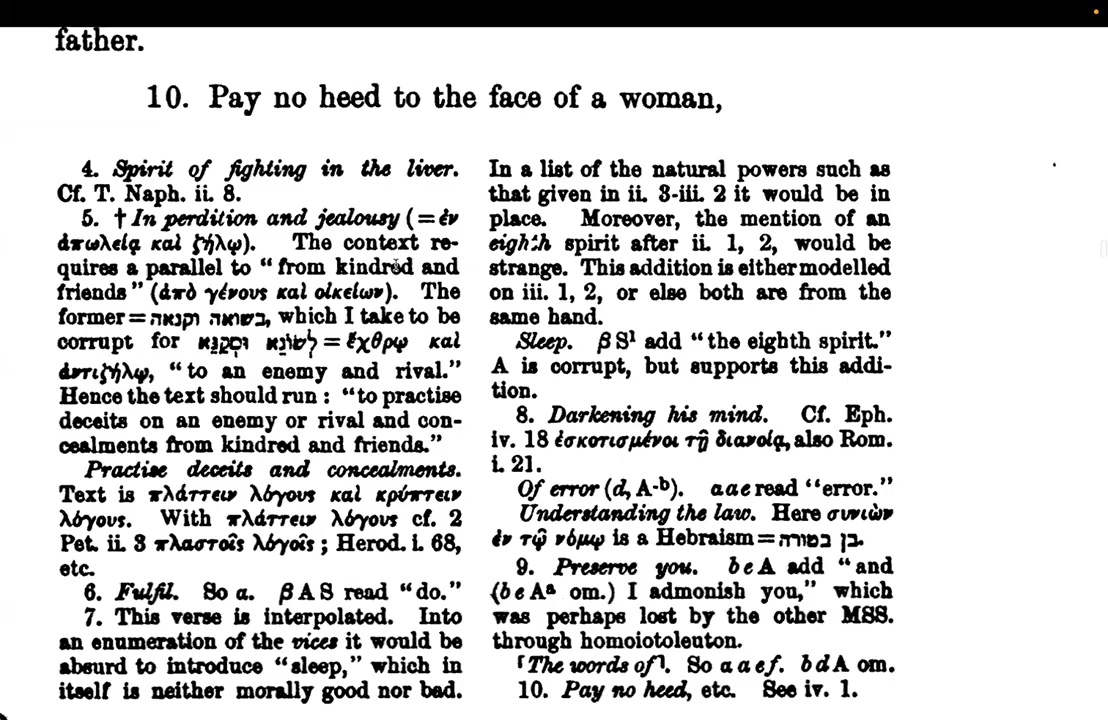 father.
10. Pay no heed to the face of a woman,
4. Spirit of fighting in the liver.
Cf. T. Naph. ii. 8.
5. † In perdition and jealousy (= ἐν
ἀπωλείᾳ καὶ ζήλῳ). The context re-
quires a parallel to “from kindred and
friends” (ἀπὸ γένους καὶ οἰκείων). The
former = בשואה וקנאה, which I take to be
corrupt for לְשׂוֹנֵא וּמְקַנֵּא = ἔχθρῳ καὶ
ἀντιζήλῳ, “to an enemy and rival.”
Hence the text should run : “to practise
deceits on an enemy or rival and con-
cealments from kindred and friends.”
Practise deceits and concealments.
Text is πλάττειν λόγους καὶ κρύπτειν
λόγους. With πλάττειν λόγους cf. 2
Pet. ii. 3 πλαστοῖς λόγοῖς ; Herod. i. 68,
etc.
6. Fulfil. So α. β A S read “do.”
7. This verse is interpolated. Into
an enumeration of the vices it would be
absurd to introduce “sleep,” which in
itself is neither morally good nor bad.
In a list of the natural powers such as
that given in ii. 3-iii. 2 it would be in
place. Moreover, the mention of an
eighth spirit after ii. 1, 2, would be
strange. This addition is either modelled
on iii. 1, 2, or else both are from the
same hand.
Sleep. β S¹ add “the eighth spirit.”
A is corrupt, but supports this addi-
tion.
8. Darkening his mind. Cf. Eph.
iv. 18 ἐσκοτισμένοι τῇ διανοίᾳ, also Rom.
i. 21.
Of error (d, A⁻ᵇ). α a e read “error.”
Understanding the law. Here συνιὼν
ἐν τῷ νόμῳ is a Hebraism = בן בתורה.
9. Preserve you. b e A add “and
(b e Aᵃ om.) I admonish you,” which
was perhaps lost by the other MSS.
through homoioteleuton.
⸢The words of⸣. So α a e f. b d A om.
10. Pay no heed, etc. See iv. 1.